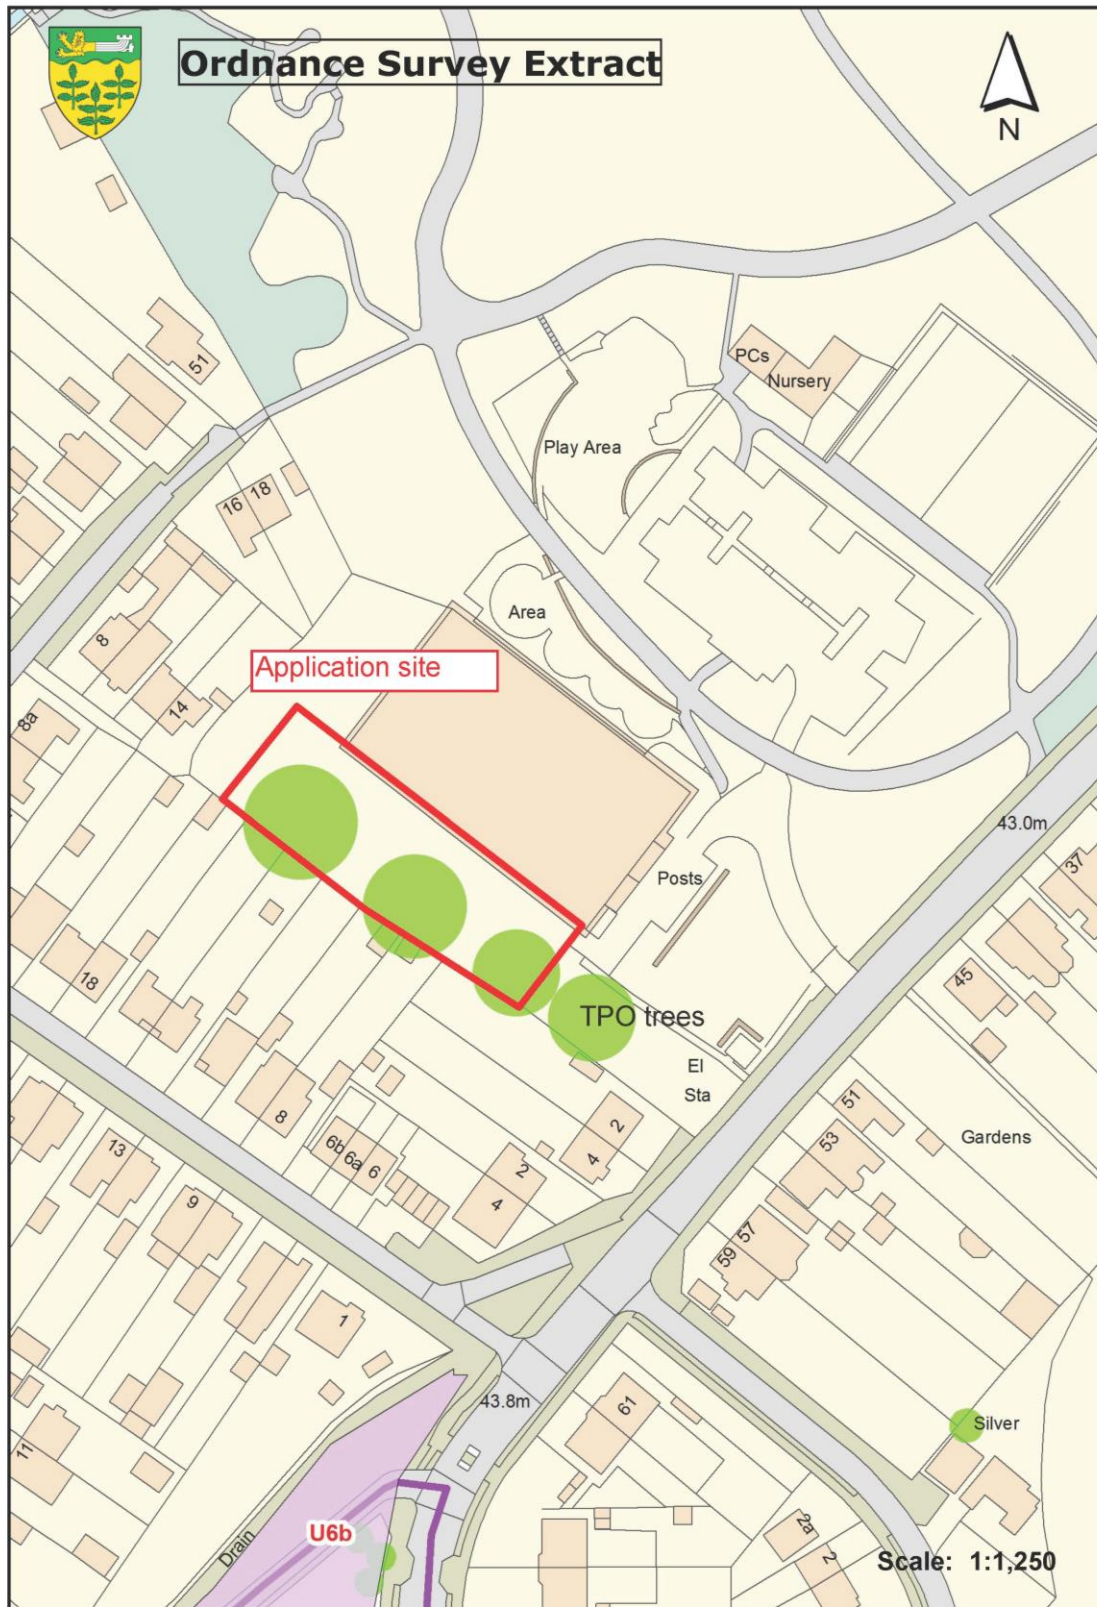 Ordnance Survey Extract
N
51
PCs
Nursery
Play Area
16 18
Area
8
14
Application site
8a
43.0m
37
Posts
18
45
TPO trees
El
Sta
51
53
Gardens
8
6b 6a 6
2
4
2
4
13
9
59 57
1
43.8m
61
Silver
11
U6b
Drain
2a
2
Scale: 1:1,250